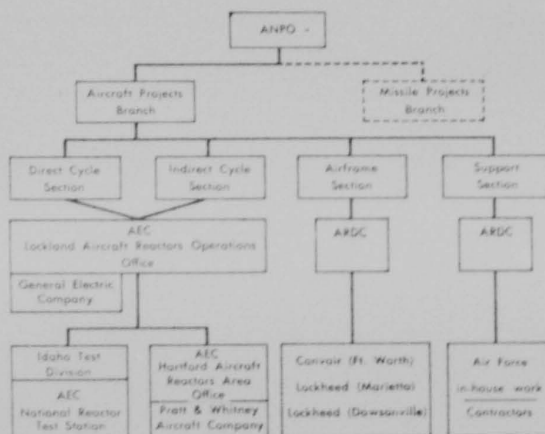 ANPO -
Aircraft Projects
Branch
Missile Projects
Branch
Direct Cycle
Section
Indirect Cycle
Section
Airframe
Section
Support
Section
AEC
Lockland Aircraft Reactors Operations
Office
General Electric
Company
ARDC
ARDC
Idaho Test
Division
AEC
National Reactor
Test Station
AEC
Hartford Aircraft
Reactors Area
Office
Pratt & Whitney
Aircraft Company
Convair (Ft. Worth)
Lockheed (Marietta)
Lockheed (Dawsonville)
Air Force
in-house work
Contractors